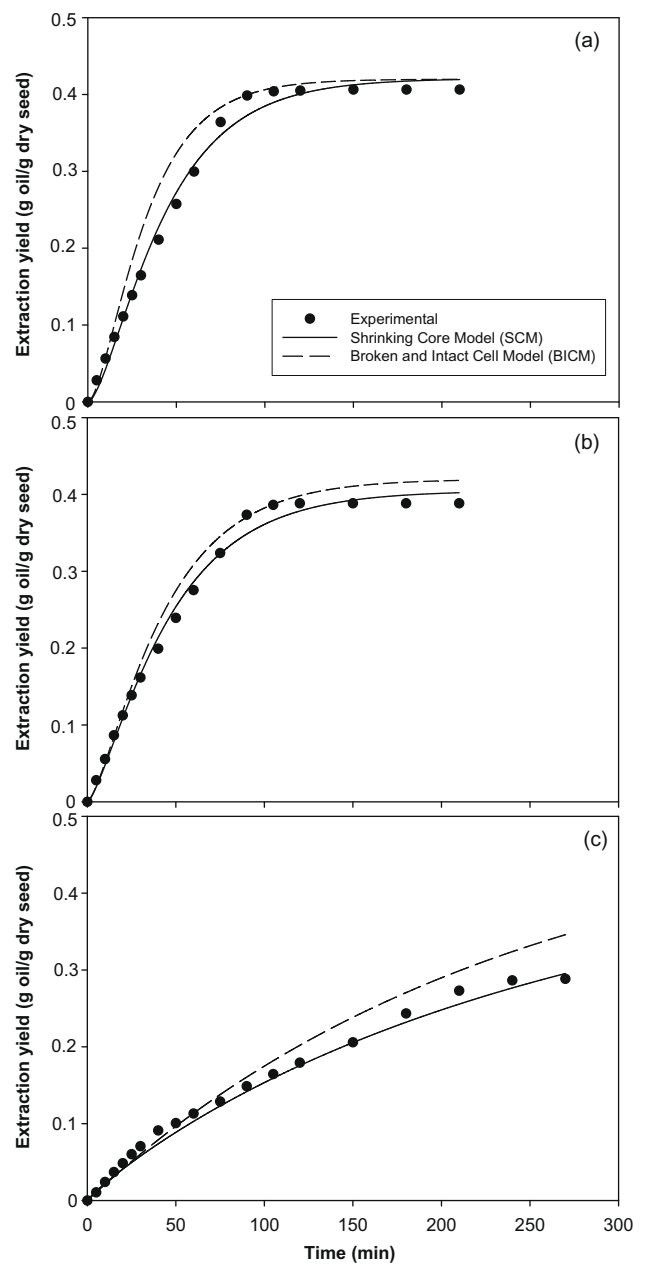 0.5
(a)
0.4
0.3
0.2
0.1
0
Extraction yield (g oil/g dry seed)
Experimental
Shrinking Core Model (SCM)
Broken and Intact Cell Model (BICM)
0.5
(b)
0.4
0.3
0.2
0.1
0
Extraction yield (g oil/g dry seed)
0.5
(c)
0.4
0.3
0.2
0.1
0
Extraction yield (g oil/g dry seed)
0 50 100 150 200 250 300
Time (min)